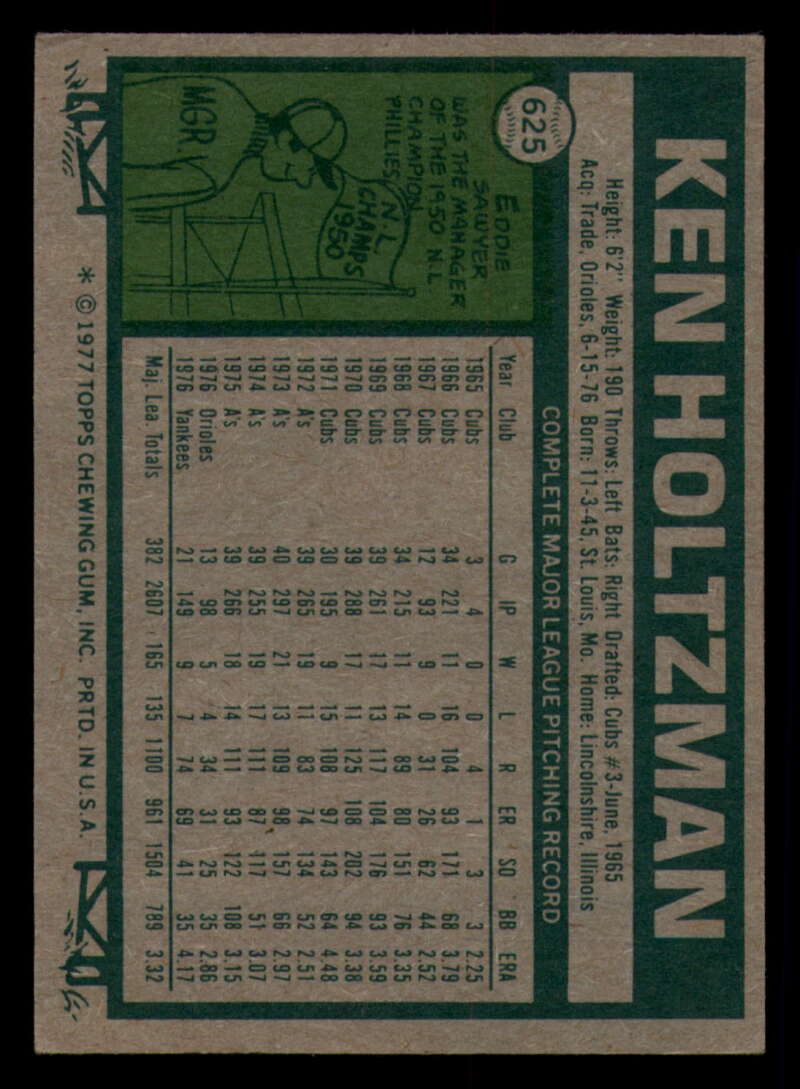 625
KEN HOLTZMAN
Height: 6'2" Weight: 190 Throws: Left Bats: Right Drafted: Cubs #3-June, 1965
Acq: Trade, Orioles, 6-15-76 Born: 11-3-45, St. Louis, Mo. Home: Lincolnshire, Illinois
COMPLETE MAJOR LEAGUE PITCHING RECORD
Year Club G IP W L R ER SO BB ERA
1965 Cubs 3 4 0 0 4 1 3 3 2.25
1966 Cubs 34 221 11 16 104 93 171 68 3.79
1967 Cubs 12 93 9 0 31 26 62 44 2.52
1968 Cubs 34 215 11 14 89 80 151 76 3.35
1969 Cubs 39 261 17 13 117 104 176 93 3.59
1970 Cubs 39 288 17 11 125 108 202 94 3.38
1971 Cubs 30 195 9 15 108 97 143 64 4.48
1972 A's 39 265 19 11 83 74 134 52 2.51
1973 A's 40 297 21 13 109 98 157 66 2.97
1974 A's 39 255 19 17 111 87 117 51 3.07
1975 A's 39 266 18 14 111 93 122 108 3.15
1976 Orioles 13 98 5 4 34 31 25 35 2.86
1976 Yankees 21 149 9 7 74 69 41 35 4.17
Maj. Lea. Totals 382 2607 165 135 1100 961 1504 789 3.32
EDDIE
SAWYER
WAS THE MANAGER
OF THE 1950 N.L.
CHAMPION
PHILLIES
N.L.
CHAMPS
1950
MGR.
* © 1977 TOPPS CHEWING GUM, INC. PRTD. IN U.S.A.